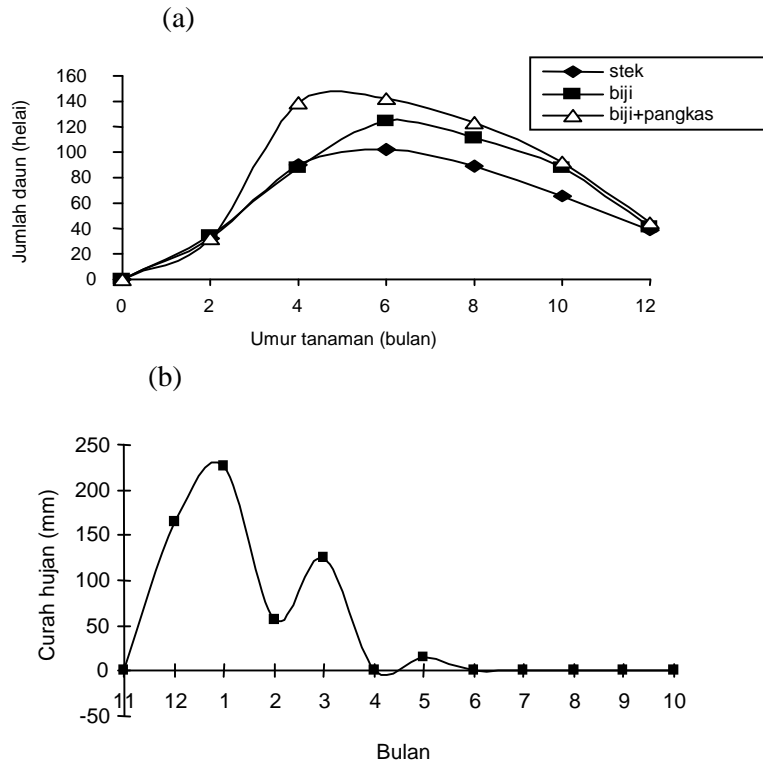 (a)
stek
biji
biji+pangkas
Jumlah daun (helai)
160
140
120
100
80
60
40
20
0
0 2 4 6 8 10 12
Umur tanaman (bulan)
(b)
Curah hujan (mm)
250
200
150
100
50
0
-50
11 12 1 2 3 4 5 6 7 8 9 10
Bulan